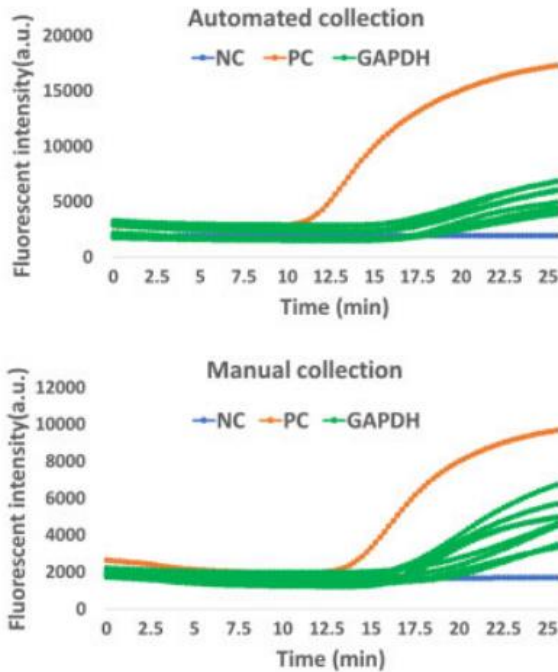 Automated collection
20000
NC PC GAPDH
15000
10000
5000
0
Fluorescent intensity(a.u.)
0 2.5 5 7.5 10 12.5 15 17.5 20 22.5 25
Time (min)
Manual collection
12000
NC PC GAPDH
10000
8000
6000
4000
2000
0
Fluorescent intensity(a.u.)
0 2.5 5 7.5 10 12.5 15 17.5 20 22.5 25
Time (min)